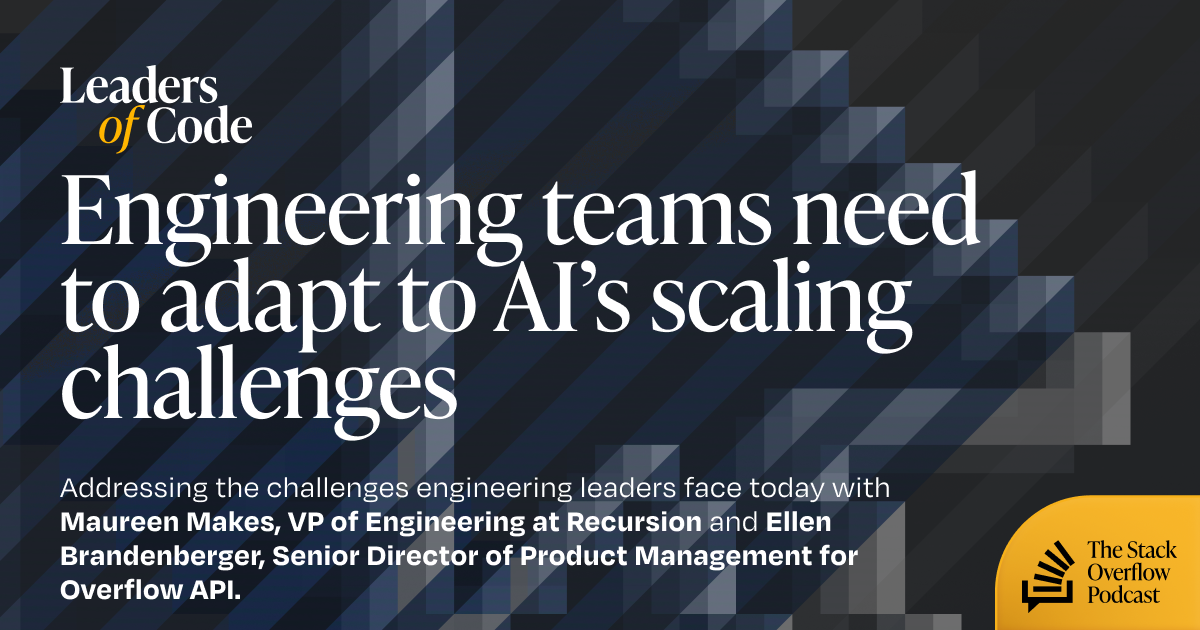 Leaders
of Code
Engineering teams need
to adapt to AI’s scaling
challenges
Addressing the challenges engineering leaders face today with
Maureen Makes, VP of Engineering at Recursion and Ellen
Brandenberger, Senior Director of Product Management for
Overflow API.
The Stack
Overflow
Podcast